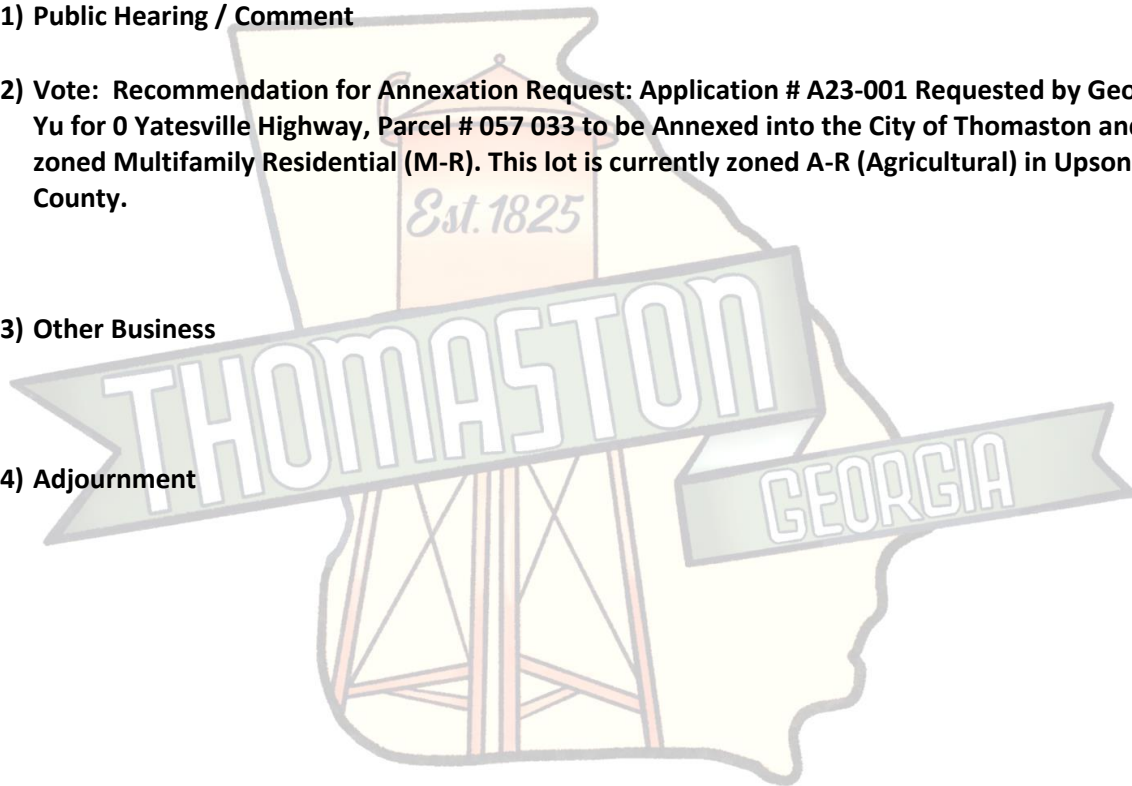 1) Public Hearing / Comment
2) Vote: Recommendation for Annexation Request: Application # A23-001 Requested by Geo
Yu for 0 Yatesville Highway, Parcel # 057 033 to be Annexed into the City of Thomaston and
zoned Multifamily Residential (M-R). This lot is currently zoned A-R (Agricultural) in Upson
County.
Est. 1825
3) Other Business
THOMASTON
4) Adjournment
GEORGIA